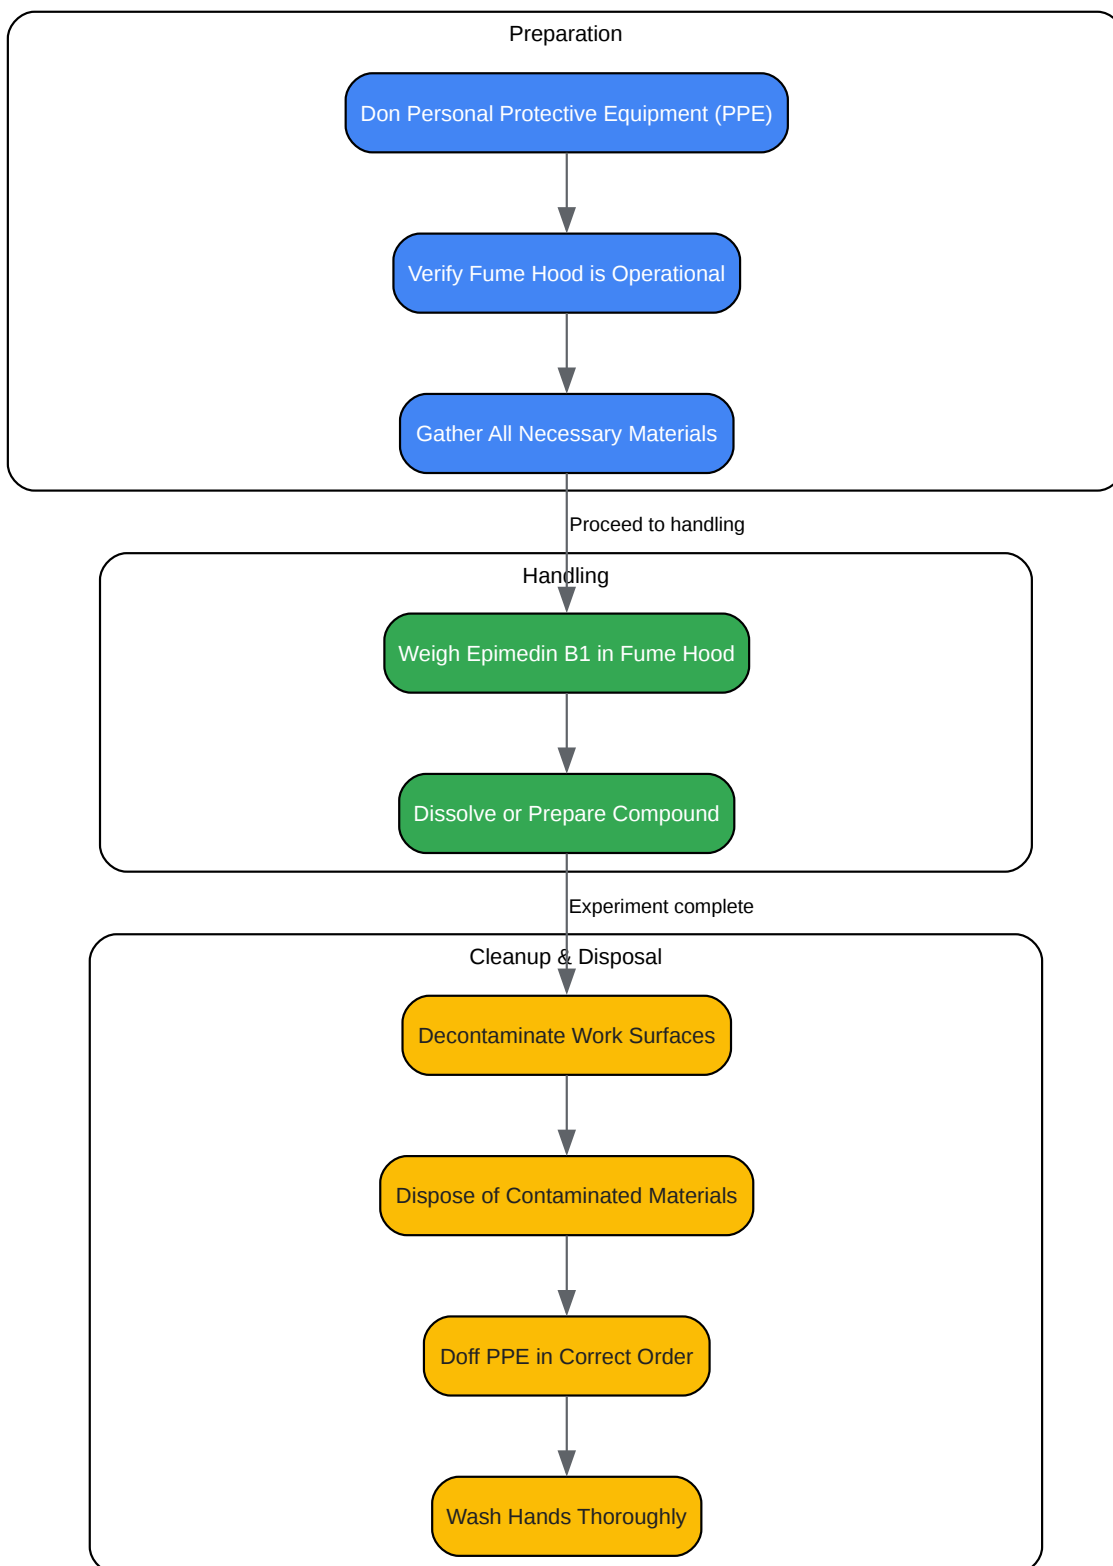 Preparation
Don Personal Protective Equipment (PPE)
Verify Fume Hood is Operational
Gather All Necessary Materials
Proceed to handling
Handling
Weigh Epimedin B1 in Fume Hood
Dissolve or Prepare Compound
Experiment complete
Cleanup & Disposal
Decontaminate Work Surfaces
Dispose of Contaminated Materials
Doff PPE in Correct Order
Wash Hands Thoroughly